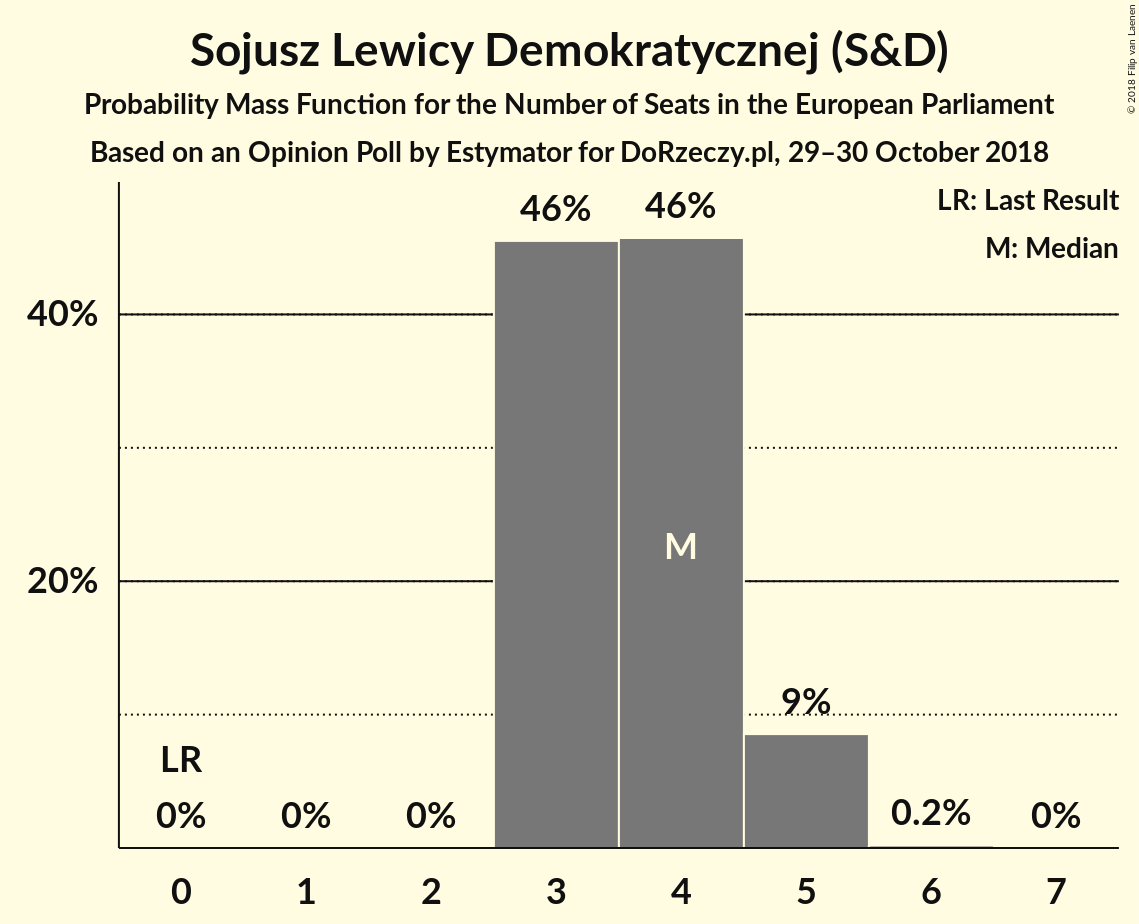 Sojusz Lewicy Demokratycznej (S&D)
Probability Mass Function for the Number of Seats in the European Parliament
Based on an Opinion Poll by Estymator for DoRzeczy.pl, 29–30 October 2018
© 2018 Filip van Laenen
LR: Last Result
M: Median
46% 46%
40%
M
20%
9%
LR
0% 0% 0% 0.2% 0%
0 1 2 3 4 5 6 7